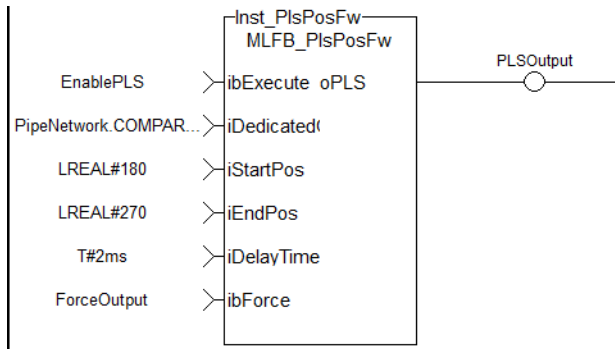 Inst_PlsPosFw
MLFB_PlsPosFw
PLSOutput
EnablePLS ibExecute oPLS
PipeNetwork.COMPAR... iDedicated
LREAL#180 iStartPos
LREAL#270 iEndPos
T#2ms iDelayTime
ForceOutput ibForce